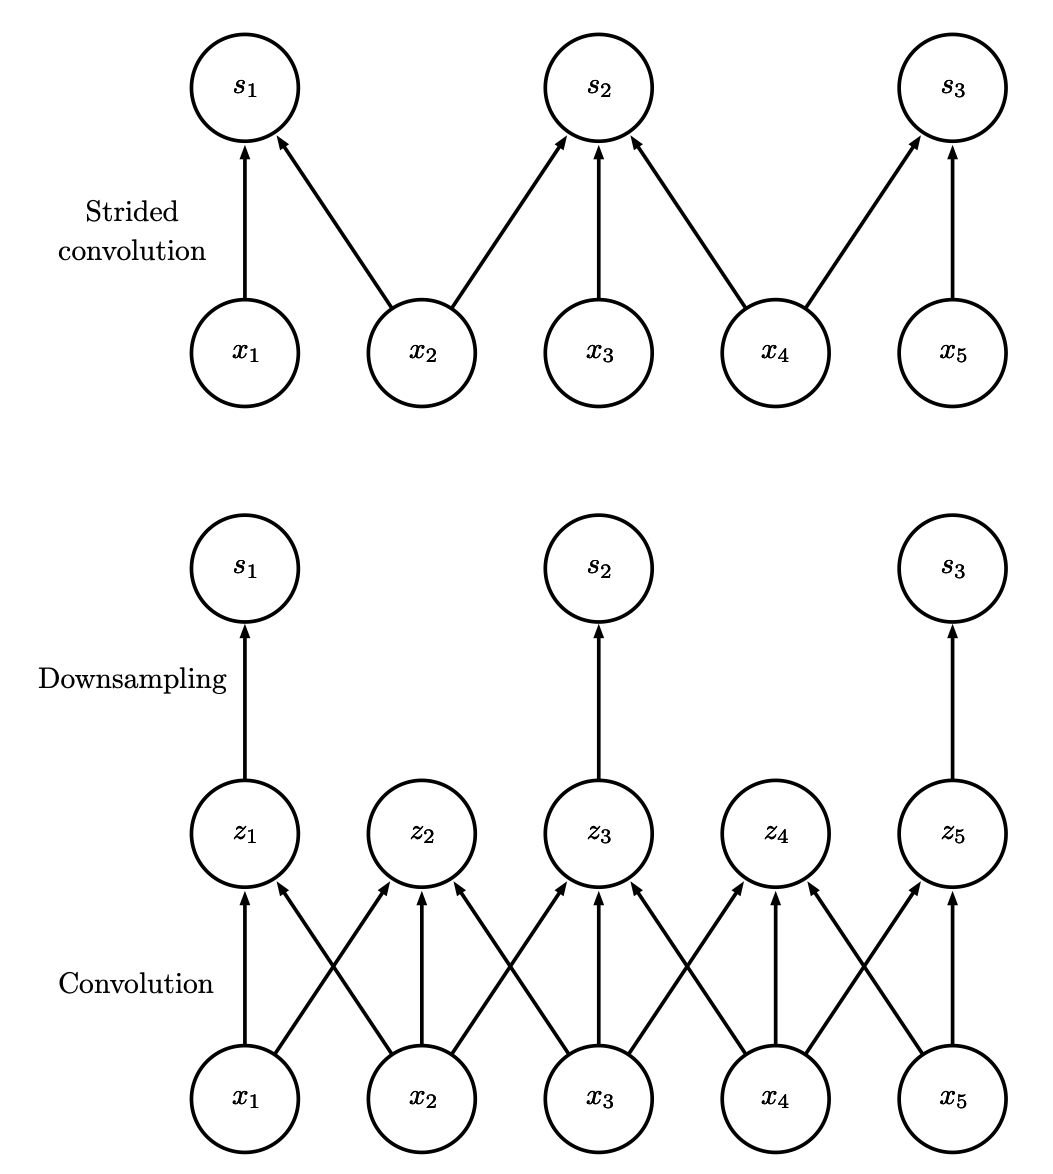 s₁ s₂ s₃
Strided
convolution
x₁ x₂ x₃ x₄ x₅
s₁ s₂ s₃
Downsampling
z₁ z₂ z₃ z₄ z₅
Convolution
x₁ x₂ x₃ x₄ x₅